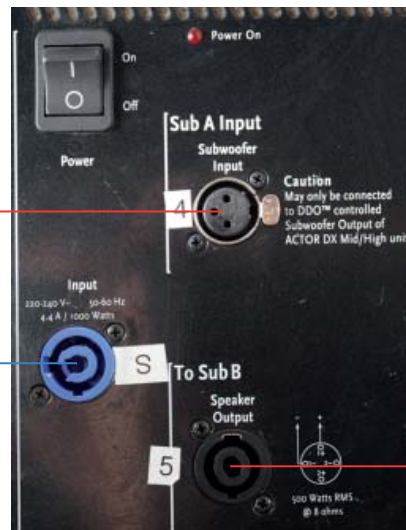 Power On
On
Off
Power
Sub A Input
Subwoofer
Input
4
Caution
May only be connected
to DDO™ controlled
Subwoofer Output of
ACTOR DX Mid/High unit
Input
220-240 V~ 50-60 Hz
4-4 A / 1000 Watts
S
To Sub B
Speaker
Output
5
- +
500 Watts RMS
@ 8 ohms